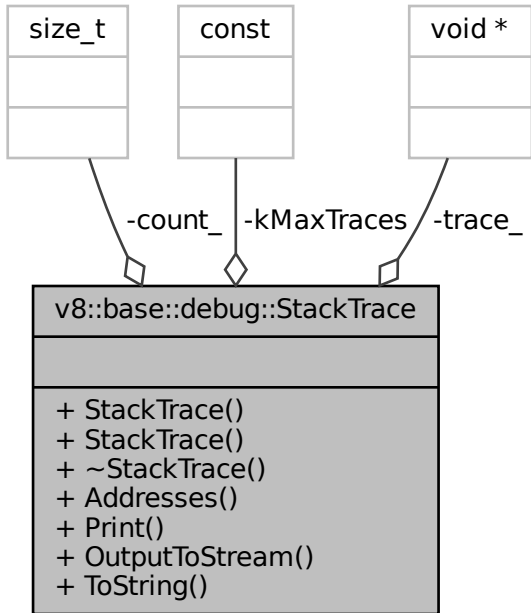 size_t const void *
-count_ -kMaxTraces -trace_
v8::base::debug::StackTrace
+ StackTrace()
+ StackTrace()
+ ~StackTrace()
+ Addresses()
+ Print()
+ OutputToStream()
+ ToString()